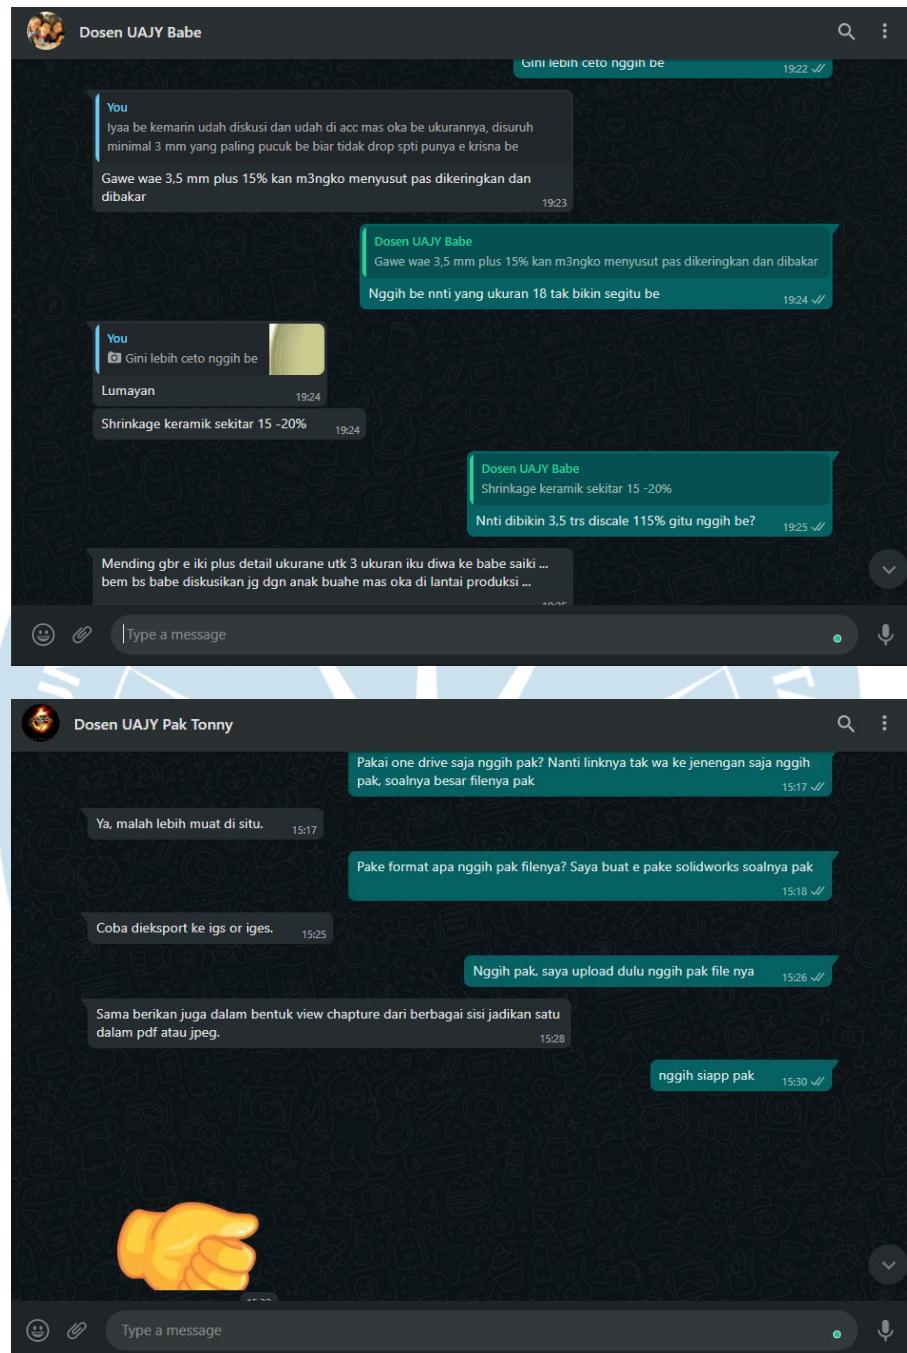 Dosen UAJY Babe
Gini lebih ceto nggih be
19:22
You
Iyaa be kemarin udah diskusi dan udah di acc mas oka be ukurannya, disuruh
minimal 3 mm yang paling pucuk be biar tidak drop spti punya e krisna be
Gawe wae 3,5 mm plus 15% kan m3ngko menyusut pas dikeringkan dan
dibakar
19:23
Dosen UAJY Babe
Gawe wae 3,5 mm plus 15% kan m3ngko menyusut pas dikeringkan dan dibakar
Nggih be nnti yang ukuran 18 tak bikin segitu be
19:24
You
Gini lebih ceto nggih be
Lumayan
19:24
Shrinkage keramik sekitar 15 -20%
19:24
Dosen UAJY Babe
Shrinkage keramik sekitar 15 -20%
Nnti dibikin 3,5 trs discale 115% gitu nggih be?
19:25
Mending gbr e iki plus detail ukurane utk 3 ukuran iku diwa ke babe saiki ...
bem bs babe diskusikan jg dgn anak buahe mas oka di lantai produksi ...
Type a message
Dosen UAJY Pak Tonny
Pakai one drive saja nggih pak? Nanti linknya tak wa ke jenengan saja nggih
pak, soalnya besar filenya pak
15:17
Ya, malah lebih muat di situ.
15:17
Pake format apa nggih pak filenya? Saya buat e pake solidworks soalnya pak
15:18
Coba dieksport ke igs or iges.
15:25
Nggih pak, saya upload dulu nggih pak file nya
15:26
Sama berikan juga dalam bentuk view chapture dari berbagai sisi jadikan satu
dalam pdf atau jpeg.
15:28
nggih siapp pak
15:30
Type a message